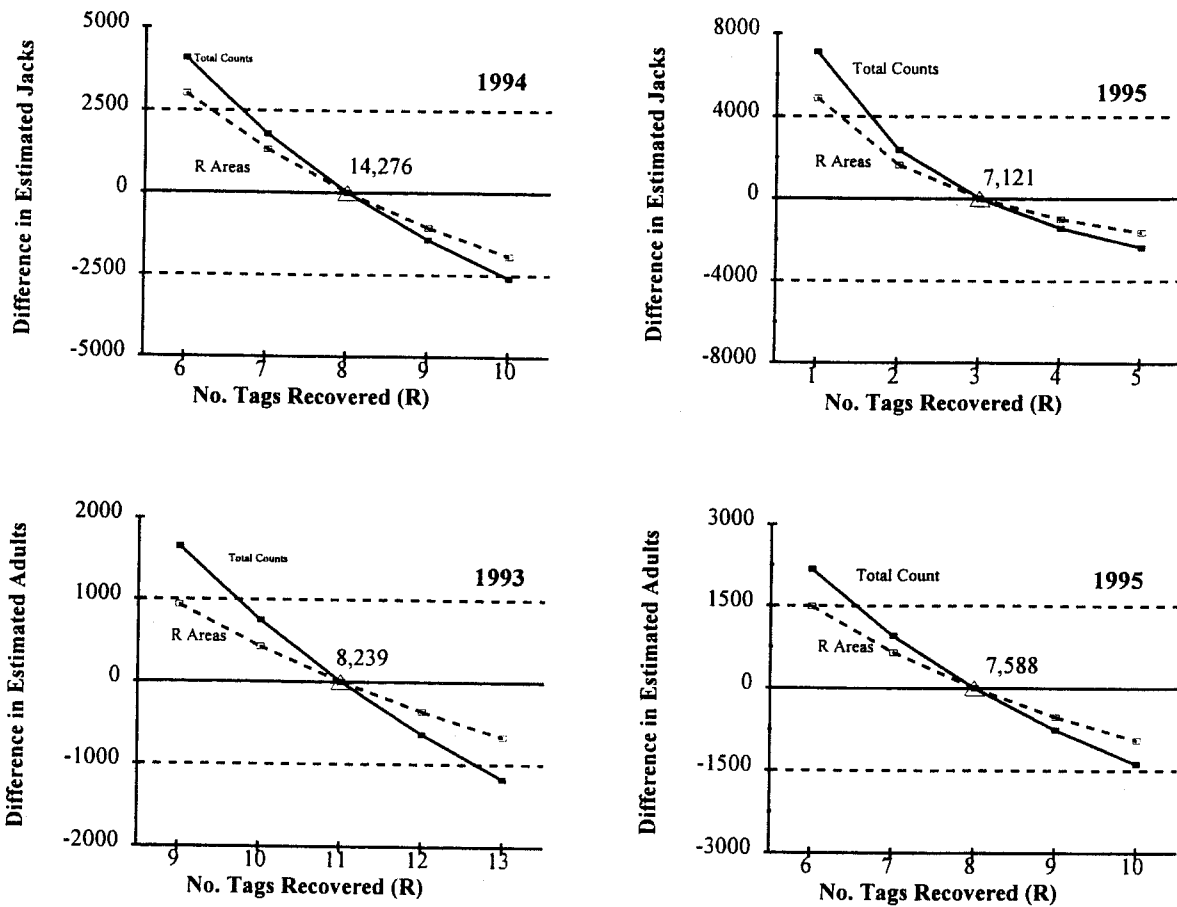 Difference in Estimated Jacks
5000
2500
0
-2500
-5000
Total Counts
1994
R Areas
14,276
6 7 8 9 10
No. Tags Recovered (R)
Difference in Estimated Jacks
8000
4000
0
-4000
-8000
Total Counts
1995
R Areas
7,121
1 2 3 4 5
No. Tags Recovered (R)
Difference in Estimated Adults
2000
1000
0
-1000
-2000
Total Counts
1993
R Areas
8,239
9 10 11 12 13
No. Tags Recovered (R)
Difference in Estimated Adults
3000
1500
0
-1500
-3000
Total Count
1995
R Areas
7,588
6 7 8 9 10
No. Tags Recovered (R)